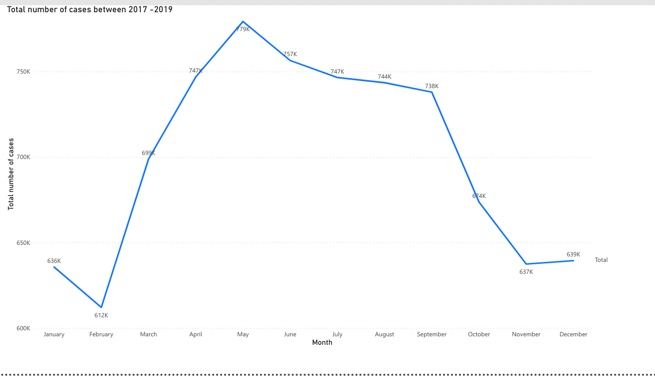 Total number of cases between 2017 -2019
Total number of cases
750K
700K
650K
600K
636K
612K
699K
747K
779K
757K
747K
744K
738K
674K
637K
639K
Total
January February March April May June July August September October November December
Month